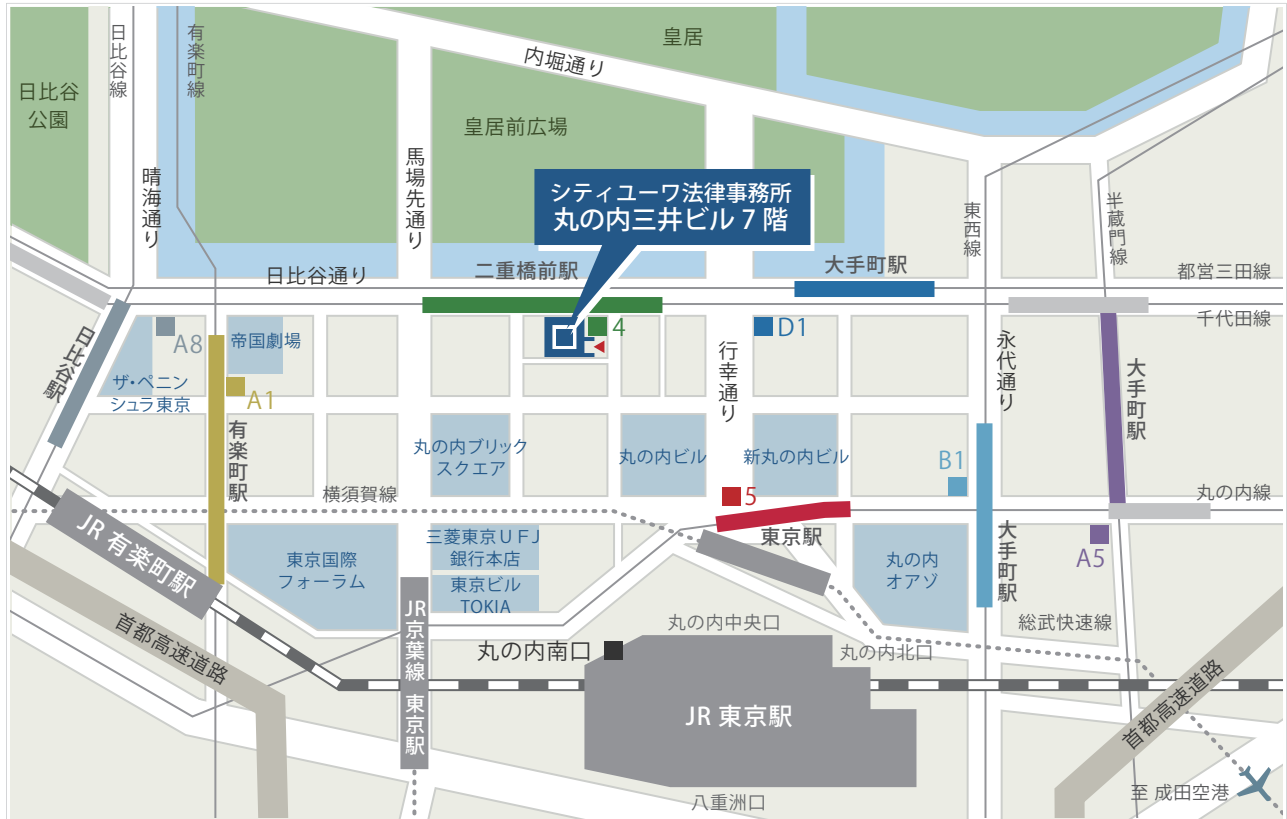 日比谷線
有楽町線
皇居
内堀通り
日比谷
公園
皇居前広場
晴海通り
馬場先通り
シティユーワ法律事務所
丸の内三井ビル 7 階
東西線
半蔵門線
日比谷通り
二重橋前駅
大手町駅
都営三田線
千代田線
日比谷駅
A8
帝国劇場
4
D1
行幸通り
永代通り
大手町駅
ザ・ペニン
シュラ東京
A1
有楽町駅
丸の内ブリック
スクエア
丸の内ビル
新丸の内ビル
B1
横須賀線
5
丸の内線
JR 有楽町駅
東京国際
フォーラム
三菱東京ＵＦＪ
銀行本店
東京ビル
TOKIA
東京駅
丸の内
オアゾ
大手町駅
A5
首都高速道路
JR京葉線 東京駅
丸の内南口
丸の内中央口
丸の内北口
総武快速線
JR 東京駅
首都高速道路
八重洲口
至 成田空港